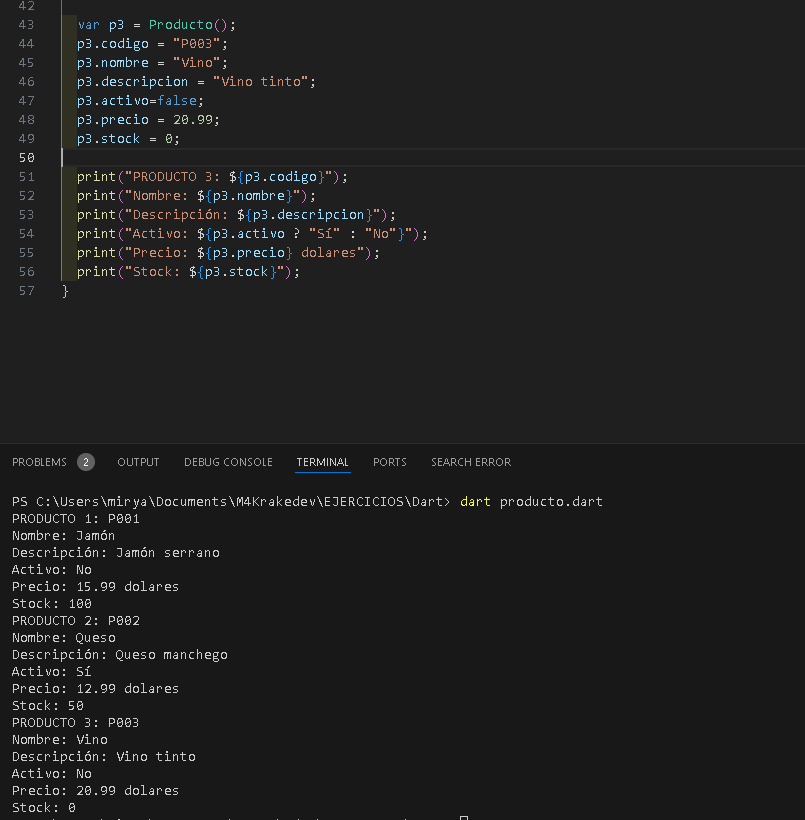 42
43 var p3 = Producto();
44 p3.codigo = "P003";
45 p3.nombre = "Vino";
46 p3.descripcion = "Vino tinto";
47 p3.activo=false;
48 p3.precio = 20.99;
49 p3.stock = 0;
50
51 print("PRODUCTO 3: ${p3.codigo}");
52 print("Nombre: ${p3.nombre}");
53 print("Descripción: ${p3.descripcion}");
54 print("Activo: ${p3.activo ? "Sí" : "No"}");
55 print("Precio: ${p3.precio} dolares");
56 print("Stock: ${p3.stock}");
57 }
PROBLEMS 2 OUTPUT DEBUG CONSOLE TERMINAL PORTS SEARCH ERROR
PS C:\Users\mirya\Documents\M4Krakedev\EJERCICIOS\Dart> dart producto.dart
PRODUCTO 1: P001
Nombre: Jamón
Descripción: Jamón serrano
Activo: No
Precio: 15.99 dolares
Stock: 100
PRODUCTO 2: P002
Nombre: Queso
Descripción: Queso manchego
Activo: Sí
Precio: 12.99 dolares
Stock: 50
PRODUCTO 3: P003
Nombre: Vino
Descripción: Vino tinto
Activo: No
Precio: 20.99 dolares
Stock: 0